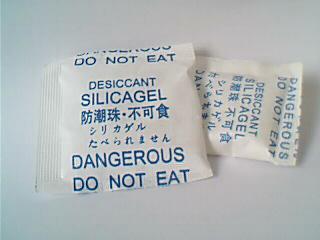 DANGEROUS
DO NOT EAT
DESICCANT
SILICAGEL
防潮珠·不可食
シリカゲル
たべられません
DANGEROUS
DO NOT EAT
DESICCANT
SILICAGEL
防潮珠 不可食
シリカゲル
たべられません
DANGEROUS
DO NOT EAT